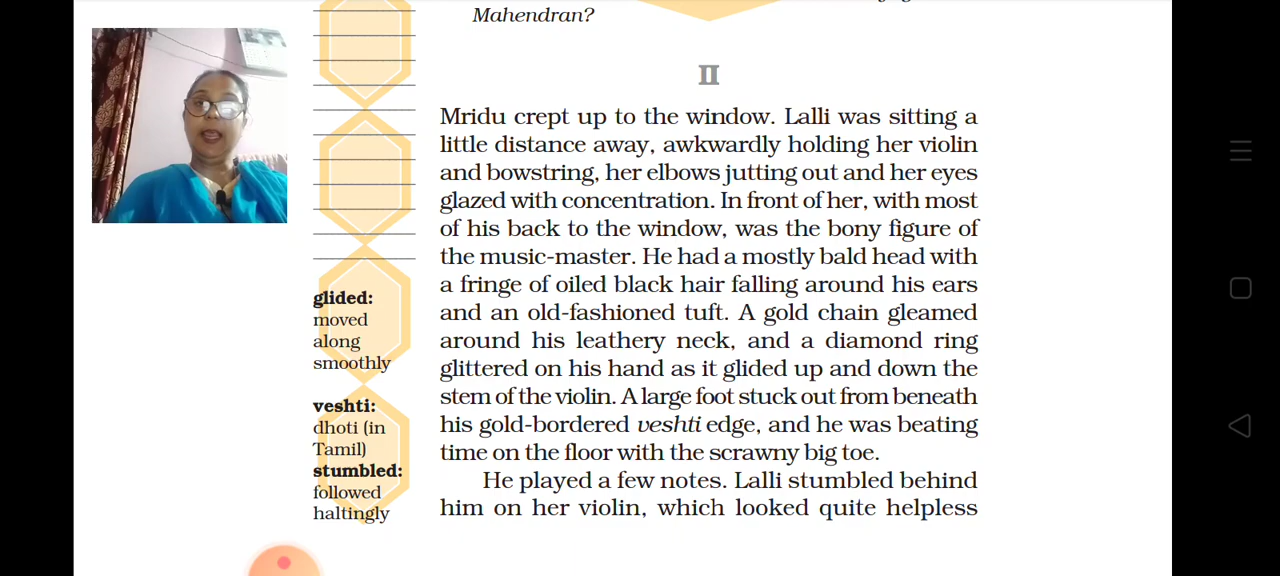 Mahendran?
II
Mridu crept up to the window. Lalli was sitting a
little distance away, awkwardly holding her violin
and bowstring, her elbows jutting out and her eyes
glazed with concentration. In front of her, with most
of his back to the window, was the bony figure of
the music-master. He had a mostly bald head with
a fringe of oiled black hair falling around his ears
and an old-fashioned tuft. A gold chain gleamed
around his leathery neck, and a diamond ring
glittered on his hand as it glided up and down the
stem of the violin. A large foot stuck out from beneath
his gold-bordered veshti edge, and he was beating
time on the floor with the scrawny big toe.
He played a few notes. Lalli stumbled behind
him on her violin, which looked quite helpless
glided:
moved
along
smoothly
veshti:
dhoti (in
Tamil)
stumbled:
followed
haltingly